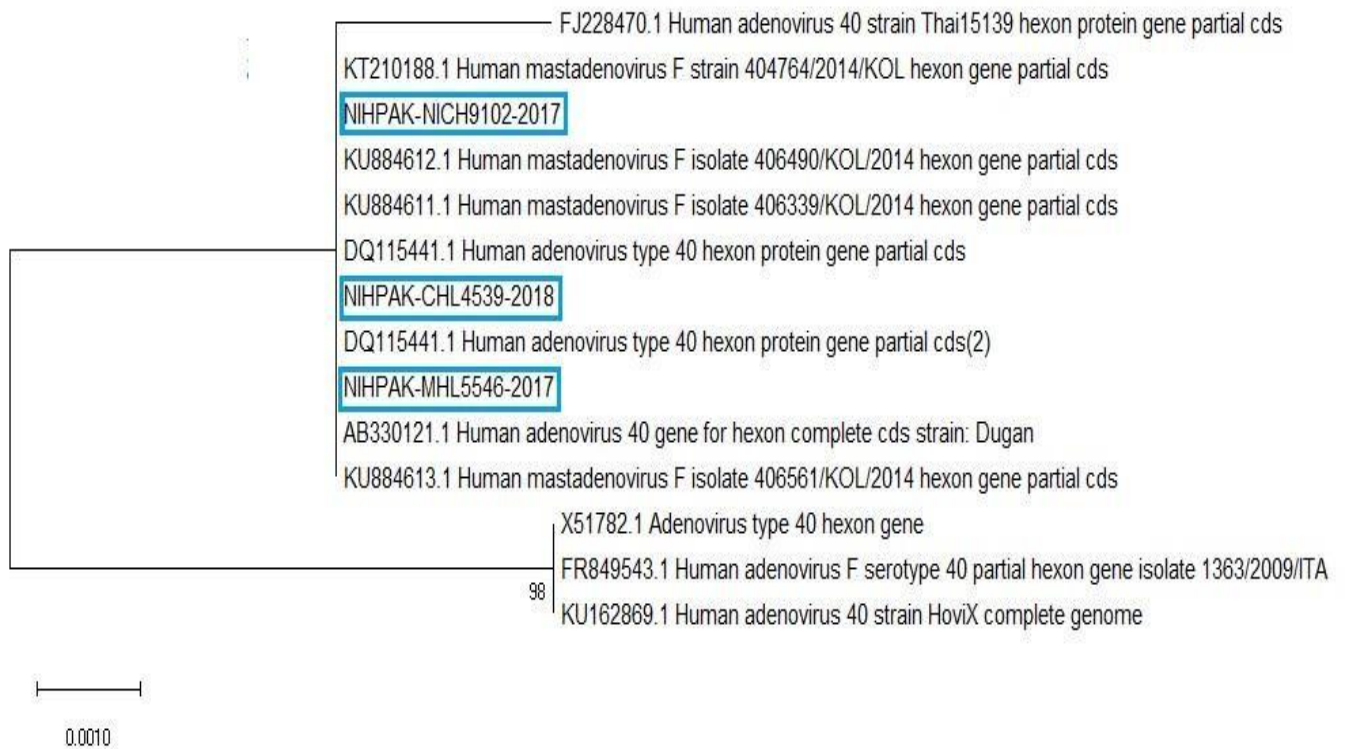 FJ228470.1 Human adenovirus 40 strain Thai15139 hexon protein gene partial cds
KT210188.1 Human mastadenovirus F strain 404764/2014/KOL hexon gene partial cds
NIHPAK-NICH9102-2017
KU884612.1 Human mastadenovirus F isolate 406490/KOL/2014 hexon gene partial cds
KU884611.1 Human mastadenovirus F isolate 406339/KOL/2014 hexon gene partial cds
DQ115441.1 Human adenovirus type 40 hexon protein gene partial cds
NIHPAK-CHL4539-2018
DQ115441.1 Human adenovirus type 40 hexon protein gene partial cds(2)
NIHPAK-MHL5546-2017
AB330121.1 Human adenovirus 40 gene for hexon complete cds strain: Dugan
KU884613.1 Human mastadenovirus F isolate 406561/KOL/2014 hexon gene partial cds
X51782.1 Adenovirus type 40 hexon gene
FR849543.1 Human adenovirus F serotype 40 partial hexon gene isolate 1363/2009/ITA
98
KU162869.1 Human adenovirus 40 strain HoviX complete genome
0.0010